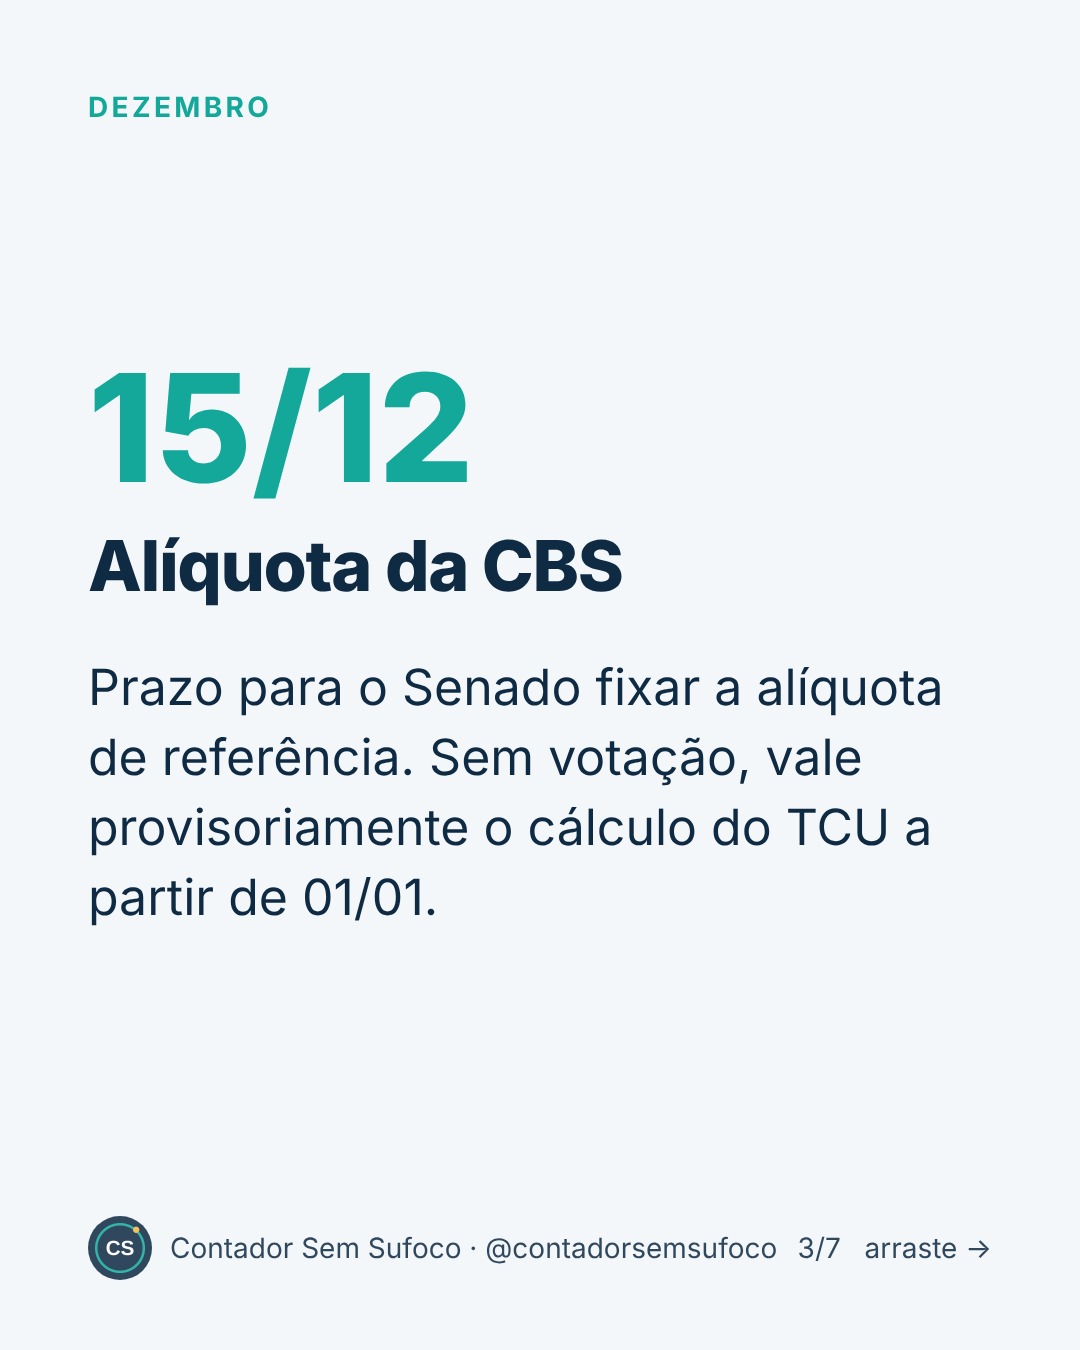 DEZEMBRO
15/12
Alíquota da CBS
Prazo para o Senado fixar a alíquota
de referência. Sem votação, vale
provisoriamente o cálculo do TCU a
partir de 01/01.
CS Contador Sem Sufoco · @contadorsemsufoco 3/7 arraste →